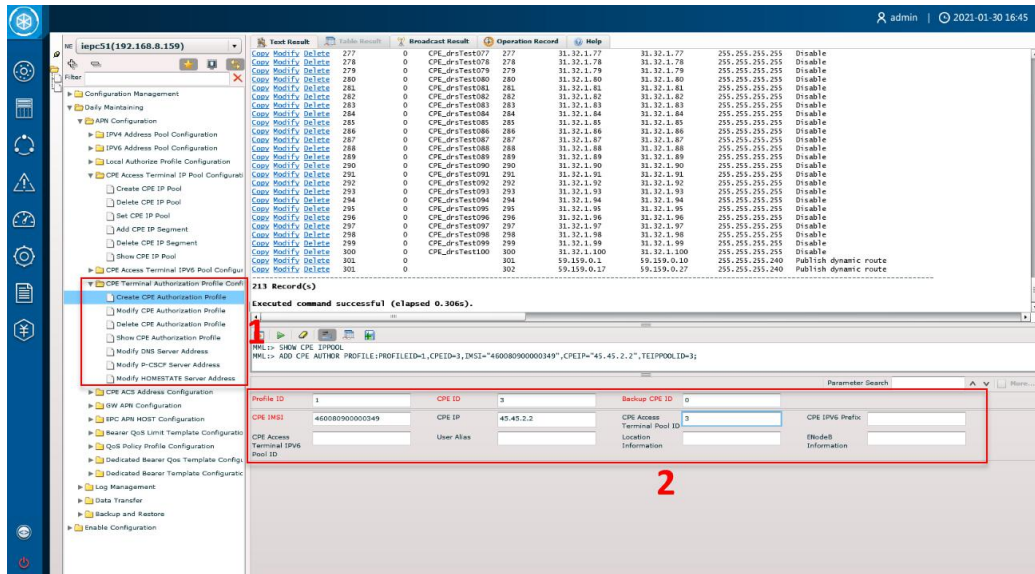 admin | 2021-01-30 16:45
NE iepc51(192.168.8.159)
Filter
Configuration Management
Daily Maintaining
APN Configuration
IPV4 Address Pool Configuration
IPV6 Address Pool Configuration
Local Authorize Profile Configuration
CPE Access Terminal IP Pool Configurati
Create CPE IP Pool
Delete CPE IP Pool
Set CPE IP Pool
Add CPE IP Segment
Delete CPE IP Segment
Show CPE IP Pool
CPE Access Terminal IPV6 Pool Configur
CPE Terminal Authorization Profile Confi
Create CPE Authorization Profile
Modify CPE Authorization Profile
Delete CPE Authorization Profile
Show CPE Authorization Profile
Modify DNS Server Address
Modify P-CSCF Server Address
Modify HOMESTATE Server Address
CPE ACS Address Configuration
GW APN Configuration
EPC APN HOST Configuration
Bearer QoS Limit Template Configuratio
QoS Policy Profile Configuration
Dedicated Bearer Qos Template Configu
Dedicated Bearer Template Configuratic
Log Management
Data Transfer
Backup and Restore
Enable Configuration
1
Text Result Table Result Broadcast Result Operation Record Help
Copy Modify Delete 277 0 CPE_drsTest077 277 31.32.1.77 31.32.1.77 255.255.255.255 Disable
Copy Modify Delete 278 0 CPE_drsTest078 278 31.32.1.78 31.32.1.78 255.255.255.255 Disable
Copy Modify Delete 279 0 CPE_drsTest079 279 31.32.1.79 31.32.1.79 255.255.255.255 Disable
Copy Modify Delete 280 0 CPE_drsTest080 280 31.32.1.80 31.32.1.80 255.255.255.255 Disable
Copy Modify Delete 281 0 CPE_drsTest081 281 31.32.1.81 31.32.1.81 255.255.255.255 Disable
Copy Modify Delete 282 0 CPE_drsTest082 282 31.32.1.82 31.32.1.82 255.255.255.255 Disable
Copy Modify Delete 283 0 CPE_drsTest083 283 31.32.1.83 31.32.1.83 255.255.255.255 Disable
Copy Modify Delete 284 0 CPE_drsTest084 284 31.32.1.84 31.32.1.84 255.255.255.255 Disable
Copy Modify Delete 285 0 CPE_drsTest085 285 31.32.1.85 31.32.1.85 255.255.255.255 Disable
Copy Modify Delete 286 0 CPE_drsTest086 286 31.32.1.86 31.32.1.86 255.255.255.255 Disable
Copy Modify Delete 287 0 CPE_drsTest087 287 31.32.1.87 31.32.1.87 255.255.255.255 Disable
Copy Modify Delete 288 0 CPE_drsTest088 288 31.32.1.88 31.32.1.88 255.255.255.255 Disable
Copy Modify Delete 289 0 CPE_drsTest089 289 31.32.1.89 31.32.1.89 255.255.255.255 Disable
Copy Modify Delete 290 0 CPE_drsTest090 290 31.32.1.90 31.32.1.90 255.255.255.255 Disable
Copy Modify Delete 291 0 CPE_drsTest091 291 31.32.1.91 31.32.1.91 255.255.255.255 Disable
Copy Modify Delete 292 0 CPE_drsTest092 292 31.32.1.92 31.32.1.92 255.255.255.255 Disable
Copy Modify Delete 293 0 CPE_drsTest093 293 31.32.1.93 31.32.1.93 255.255.255.255 Disable
Copy Modify Delete 294 0 CPE_drsTest094 294 31.32.1.94 31.32.1.94 255.255.255.255 Disable
Copy Modify Delete 295 0 CPE_drsTest095 295 31.32.1.95 31.32.1.95 255.255.255.255 Disable
Copy Modify Delete 296 0 CPE_drsTest096 296 31.32.1.96 31.32.1.96 255.255.255.255 Disable
Copy Modify Delete 297 0 CPE_drsTest097 297 31.32.1.97 31.32.1.97 255.255.255.255 Disable
Copy Modify Delete 298 0 CPE_drsTest098 298 31.32.1.98 31.32.1.98 255.255.255.255 Disable
Copy Modify Delete 299 0 CPE_drsTest099 299 31.32.1.99 31.32.1.99 255.255.255.255 Disable
Copy Modify Delete 300 0 CPE_drsTest100 300 31.32.1.100 31.32.1.100 255.255.255.255 Disable
Copy Modify Delete 301 0 301 59.159.0.1 59.159.0.10 255.255.255.240 Publish dynamic route
Copy Modify Delete 301 0 302 59.159.0.17 59.159.0.27 255.255.255.240 Publish dynamic route
213 Record(s)
Executed command successful (elapsed 0.306s).
MML:> SHOW CPE IPPOOL
MML:> ADD CPE AUTHOR PROFILE:PROFILEID=1,CPEID=3,IMSI="460080900000349",CPEIP="45.45.2.2",TEIPPOOLID=3;
Parameter Search More...
Profile ID 1 CPE ID 3 Backup CPE ID 0
CPE IMSI 460080900000349 CPE IP 45.45.2.2 CPE Access Terminal Pool ID 3 CPE IPV6 Prefix
CPE Access Terminal IPV6 Pool ID User Alias Location Information ENodeB Information
2